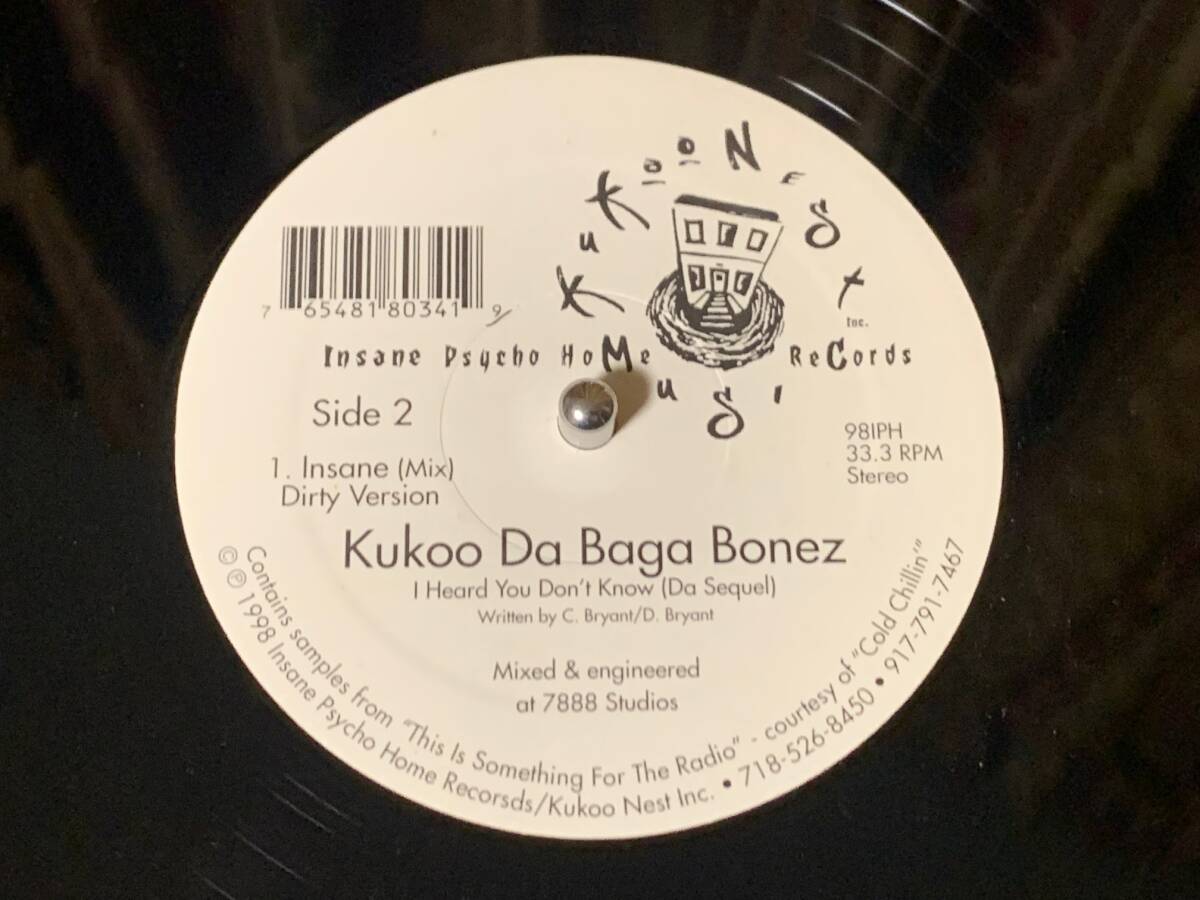 KuKooNest
Inc.
7 65481 80341 9
Insane Psycho HoMe ReCords
MuSi
Side 2
98IPH
33.3 RPM
Stereo
1. Insane (Mix)
Dirty Version
Kukoo Da Baga Bonez
I Heard You Don't Know (Da Sequel)
Written by C. Bryant/D. Bryant
Mixed & engineered
at 7888 Studios
Contains samples from "This Is Something For The Radio" - courtesy of "Cold Chillin'"
© ℗ 1998 Insane Psycho Home Recorsds/Kukoo Nest Inc. • 718-526-8450 • 917-791-7467